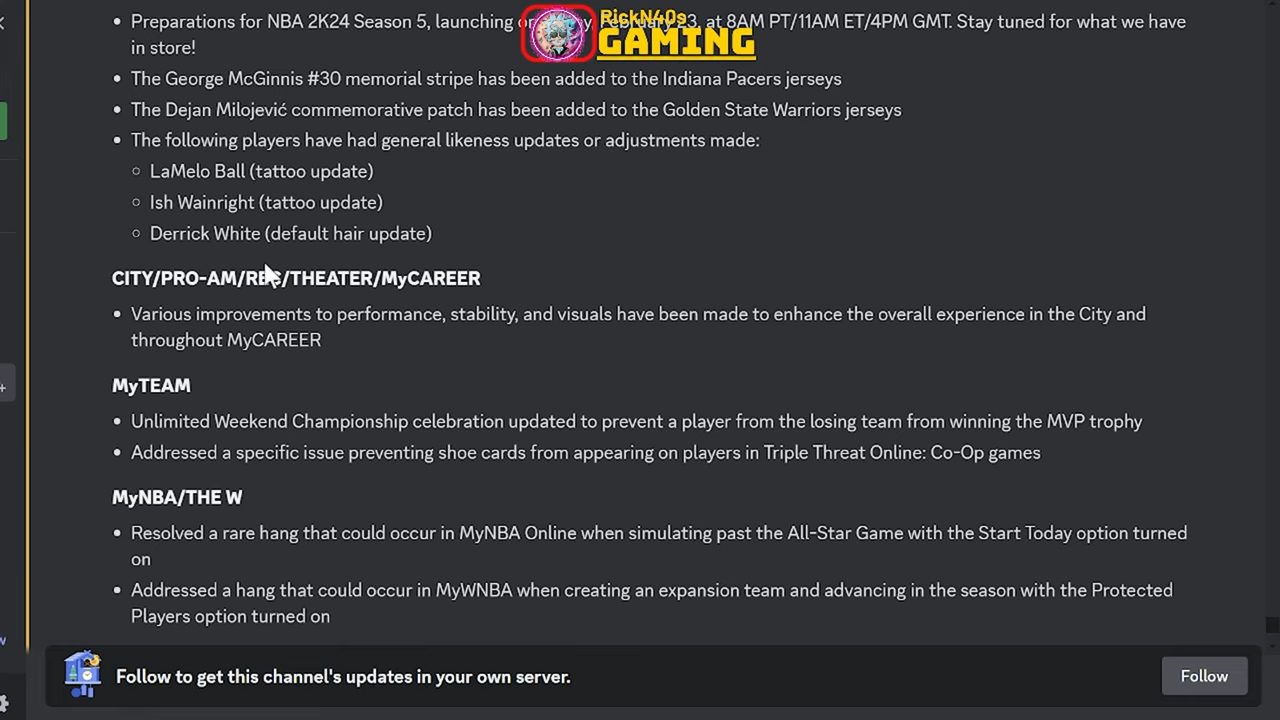 Preparations for NBA 2K24 Season 5, launching on 3, at 8AM PT/11AM ET/4PM GMT. Stay tuned for what we have
in store!
RickN40s
GAMING
The George McGinnis #30 memorial stripe has been added to the Indiana Pacers jerseys
The Dejan Milojević commemorative patch has been added to the Golden State Warriors jerseys
The following players have had general likeness updates or adjustments made:
LaMelo Ball (tattoo update)
Ish Wainright (tattoo update)
Derrick White (default hair update)
CITY/PRO-AM/REC/THEATER/MyCAREER
Various improvements to performance, stability, and visuals have been made to enhance the overall experience in the City and
throughout MyCAREER
MyTEAM
Unlimited Weekend Championship celebration updated to prevent a player from the losing team from winning the MVP trophy
Addressed a specific issue preventing shoe cards from appearing on players in Triple Threat Online: Co-Op games
MyNBA/THE W
Resolved a rare hang that could occur in MyNBA Online when simulating past the All-Star Game with the Start Today option turned
on
Addressed a hang that could occur in MyWNBA when creating an expansion team and advancing in the season with the Protected
Players option turned on
Follow to get this channel's updates in your own server.
Follow